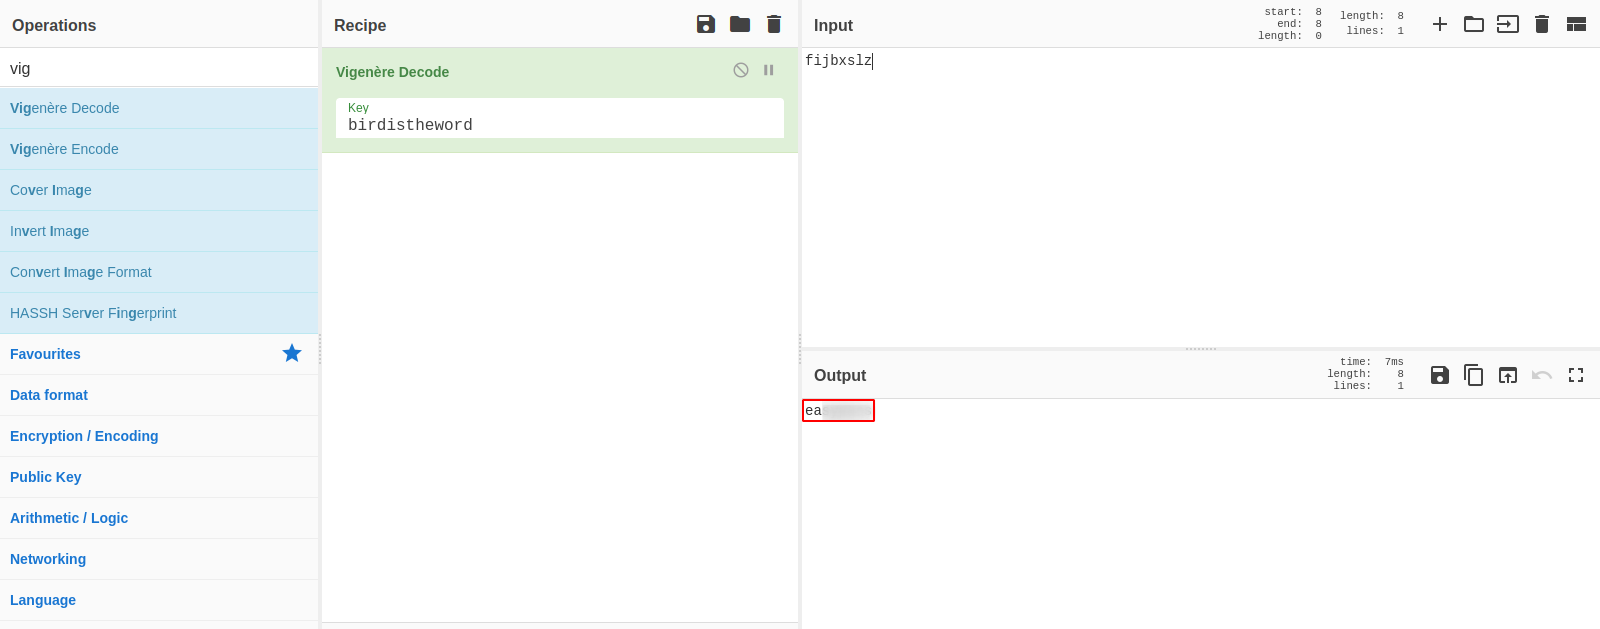 Operations
vig
Vigenère Decode
Vigenère Encode
Cover Image
Invert Image
Convert Image Format
HASSH Server Fingerprint
Favourites
Data format
Encryption / Encoding
Public Key
Arithmetic / Logic
Networking
Language
Recipe
Vigenère Decode
Key
birdistheword
Input
start: 8
end: 8
length: 0
length: 8
lines: 1
fijbxslz
Output
time: 7ms
length: 8
lines: 1
ea